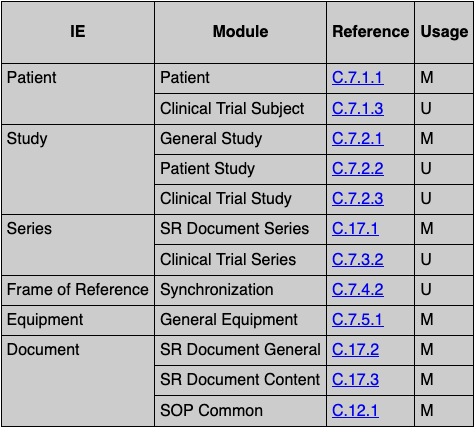 IE Module Reference Usage
Patient Patient C.7.1.1 M
Clinical Trial Subject C.7.1.3 U
Study General Study C.7.2.1 M
Patient Study C.7.2.2 U
Clinical Trial Study C.7.2.3 U
Series SR Document Series C.17.1 M
Clinical Trial Series C.7.3.2 U
Frame of Reference Synchronization C.7.4.2 U
Equipment General Equipment C.7.5.1 M
Document SR Document General C.17.2 M
SR Document Content C.17.3 M
SOP Common C.12.1 M